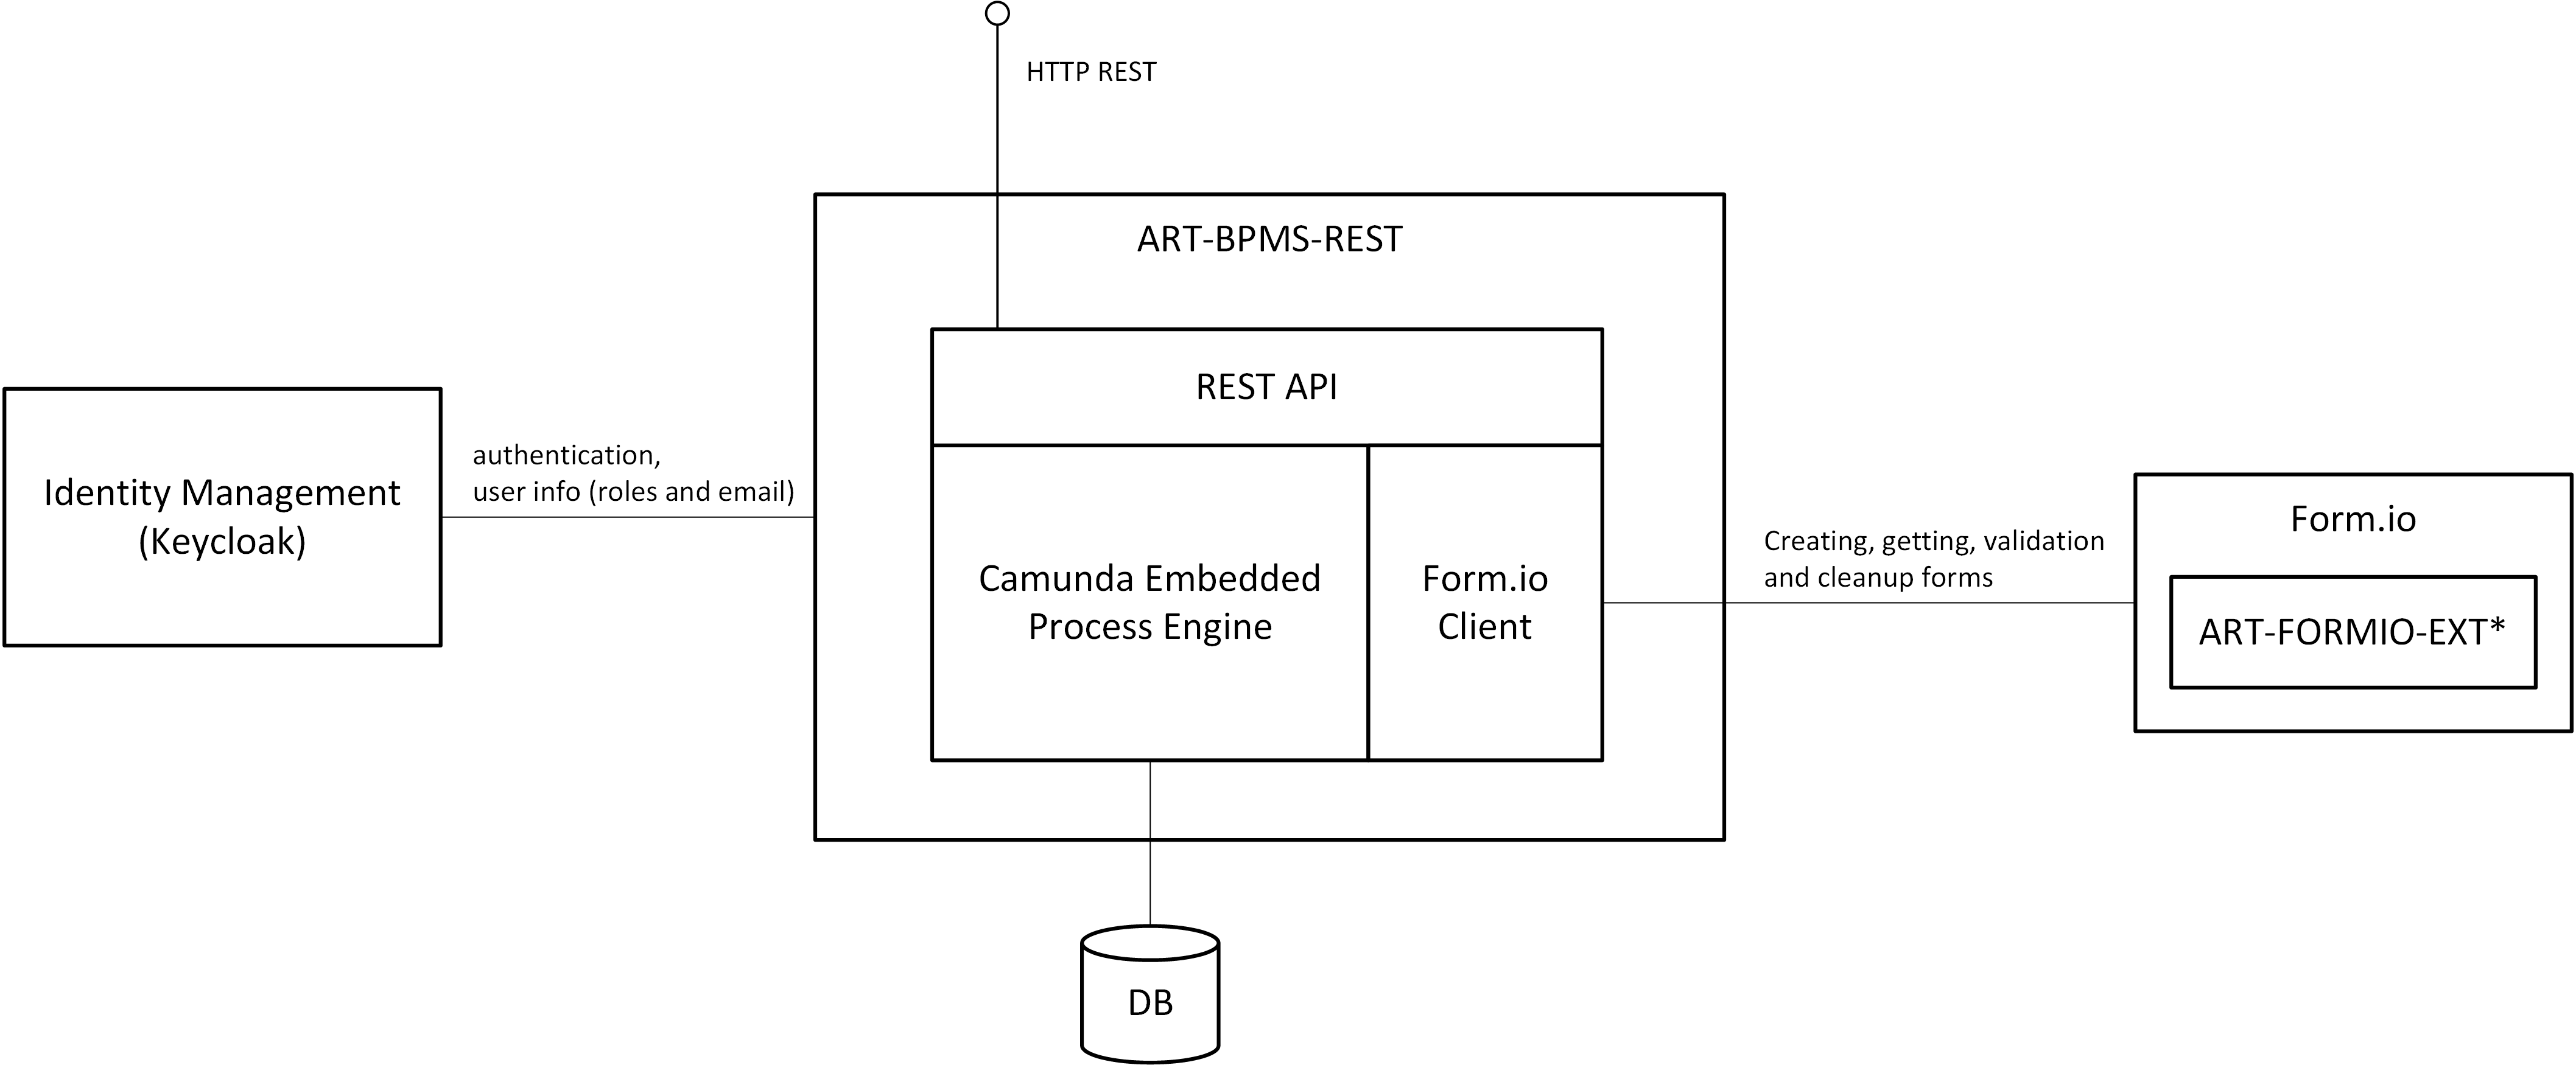 HTTP REST
ART-BPMS-REST
REST API
Identity Management
(Keycloak)
authentication,
user info (roles and email)
Camunda Embedded
Process Engine
Form.io
Client
Creating, getting, validation
and cleanup forms
Form.io
ART-FORMIO-EXT*
DB